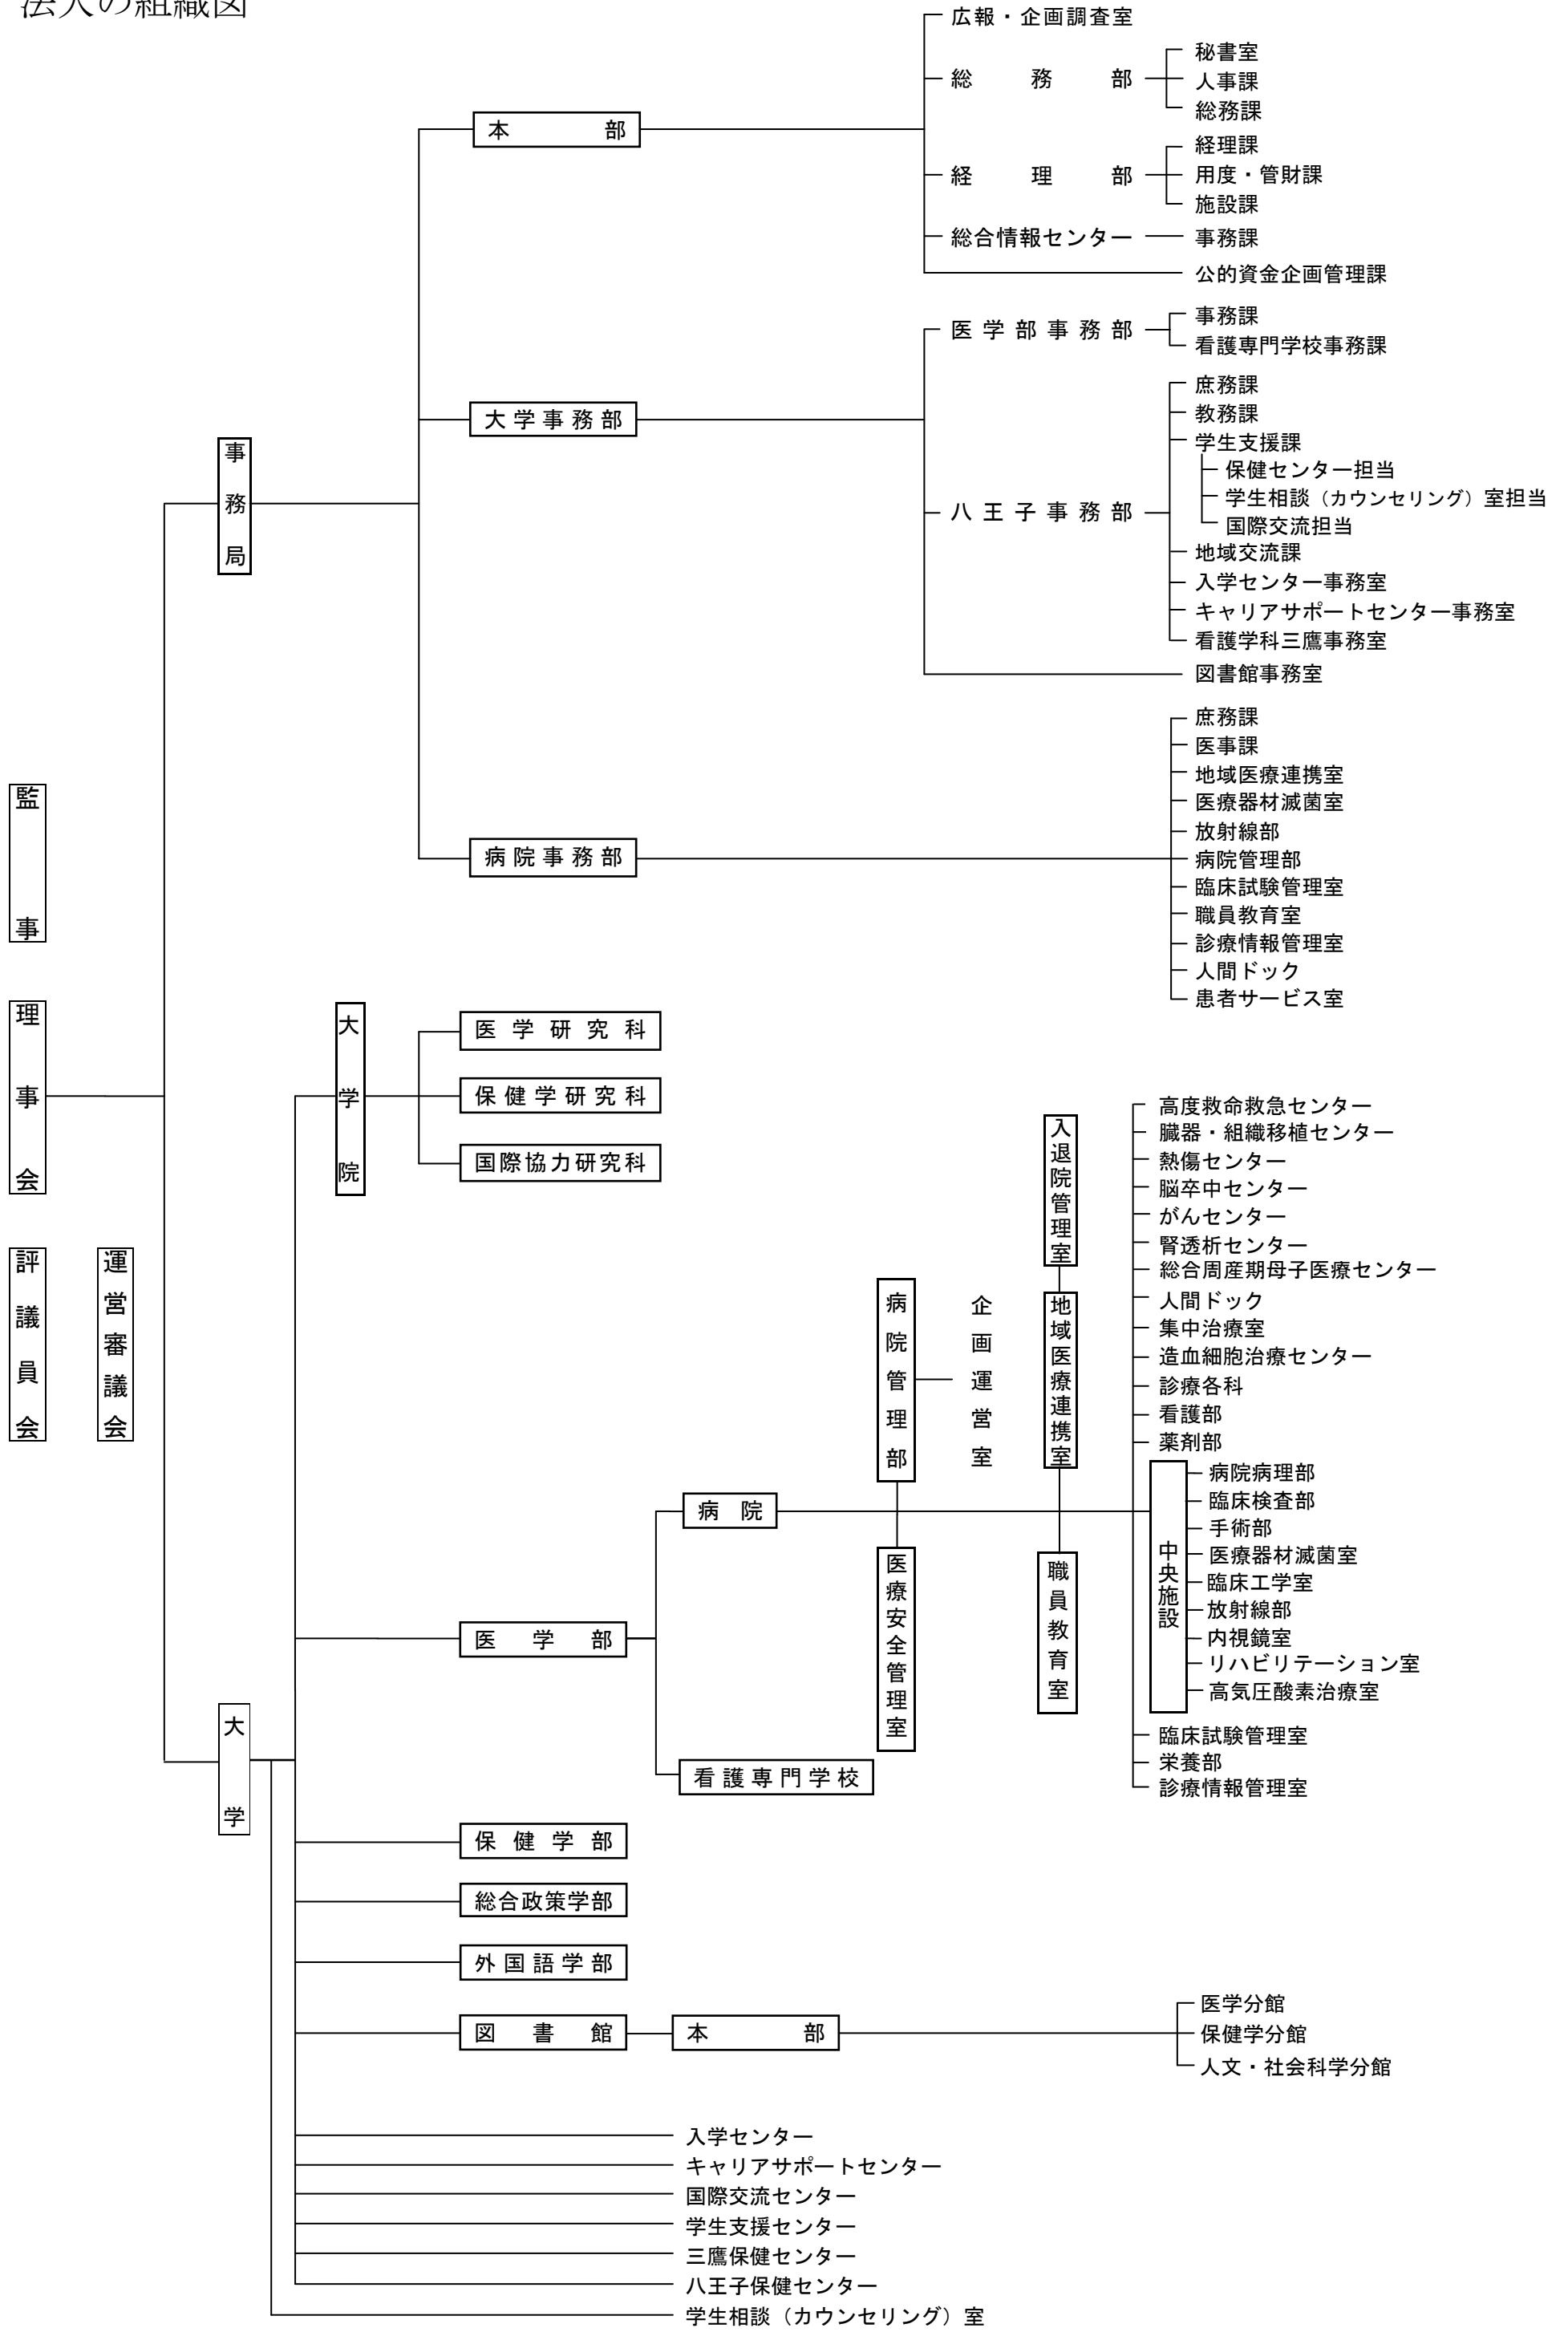 法人の組織図
広報・企画調査室
総務部
秘書室
人事課
総務課
本部
経理部
経理課
用度・管財課
施設課
総合情報センター
事務課
公的資金企画管理課
医学部事務部
事務課
看護専門学校事務課
大学事務部
八王子事務部
庶務課
教務課
学生支援課
保健センター担当
学生相談（カウンセリング）室担当
国際交流担当
地域交流課
入学センター事務室
キャリアサポートセンター事務室
看護学科三鷹事務室
図書館事務室
事務局
病院事務部
庶務課
医事課
地域医療連携室
医療器材滅菌室
放射線部
病院管理部
臨床試験管理室
職員教育室
診療情報管理室
人間ドック
患者サービス室
監事
理事会
評議員会
運営審議会
大学院
医学研究科
保健学研究科
国際協力研究科
入退院管理室
地域医療連携室
病院管理部
企画運営室
高度救命救急センター
臓器・組織移植センター
熱傷センター
脳卒中センター
がんセンター
腎透析センター
総合周産期母子医療センター
人間ドック
集中治療室
造血細胞治療センター
診療各科
看護部
薬剤部
病院
中央施設
病院病理部
臨床検査部
手術部
医療器材滅菌室
臨床工学室
放射線部
内視鏡室
リハビリテーション室
高気圧酸素治療室
医療安全管理室
職員教育室
臨床試験管理室
栄養部
診療情報管理室
医学部
看護専門学校
大学
保健学部
総合政策学部
外国語学部
図書館
本部
医学分館
保健学分館
人文・社会科学分館
入学センター
キャリアサポートセンター
国際交流センター
学生支援センター
三鷹保健センター
八王子保健センター
学生相談（カウンセリング）室